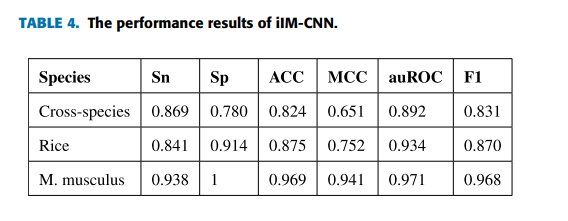 TABLE 4. The performance results of iIM-CNN.
Species Sn Sp ACC MCC auROC F1
Cross-species 0.869 0.780 0.824 0.651 0.892 0.831
Rice 0.841 0.914 0.875 0.752 0.934 0.870
M. musculus 0.938 1 0.969 0.941 0.971 0.968